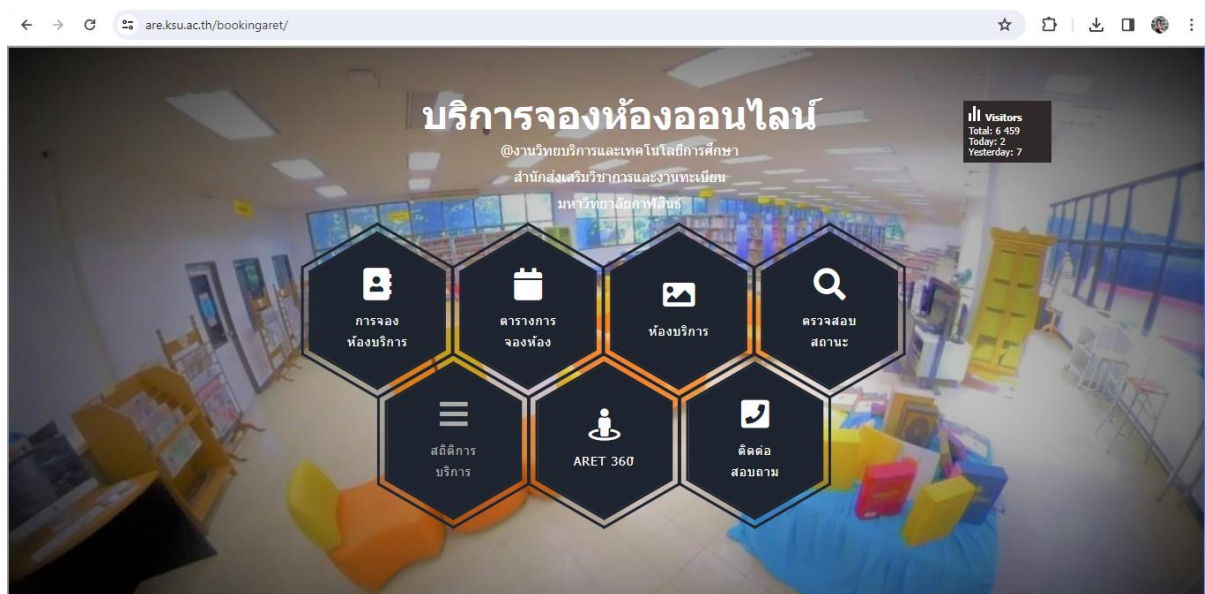 are.ksu.ac.th/bookingaret/
บริการจองห้องออนไลน์
@งานวิทยบริการและเทคโนโลยีการศึกษา
สำนักส่งเสริมวิชาการและงานทะเบียน
มหาวิทยาลัยกาฬสินธุ์
Visitors
Total: 6 459
Today: 2
Yesterday: 7
การจอง
ห้องบริการ
ตารางการ
จองห้อง
ห้องบริการ
ตรวจสอบ
สถานะ
สถิติการ
บริการ
ARET 360
ติดต่อ
สอบถาม